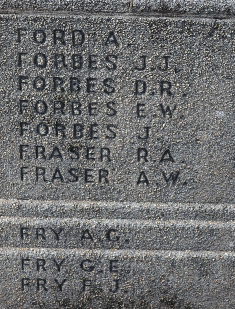 FORD A.
FORBES J.J.
FORBES D.R.
FORBES E.W.
FORBES J.
FRASER R.A.
FRASER A.W.
FRY A.C.
FRY G.E.
FRY F.J.